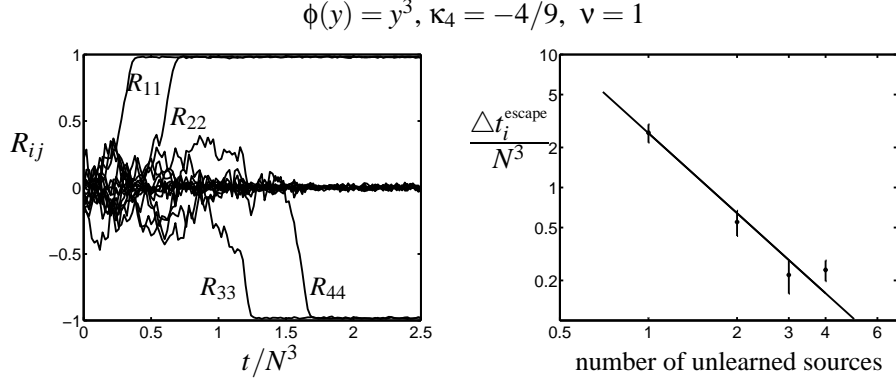 ϕ(y) = y³, κ₄ = −4/9, ν = 1
R_ij
1
0.5
0
−0.5
−1
R₁₁
R₂₂
R₃₃
R₄₄
0 0.5 1 1.5 2 2.5
t/N³
△t_i^escape
N³
10
5
2
1
0.5
0.2
0.5 1 2 3 4 6
number of unlearned sources